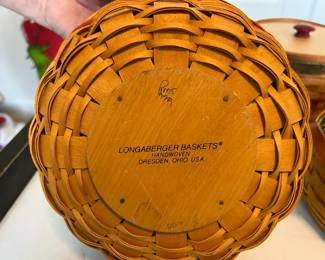 LONGABERGER BASKETS®
HANDWOVEN
DRESDEN, OHIO USA